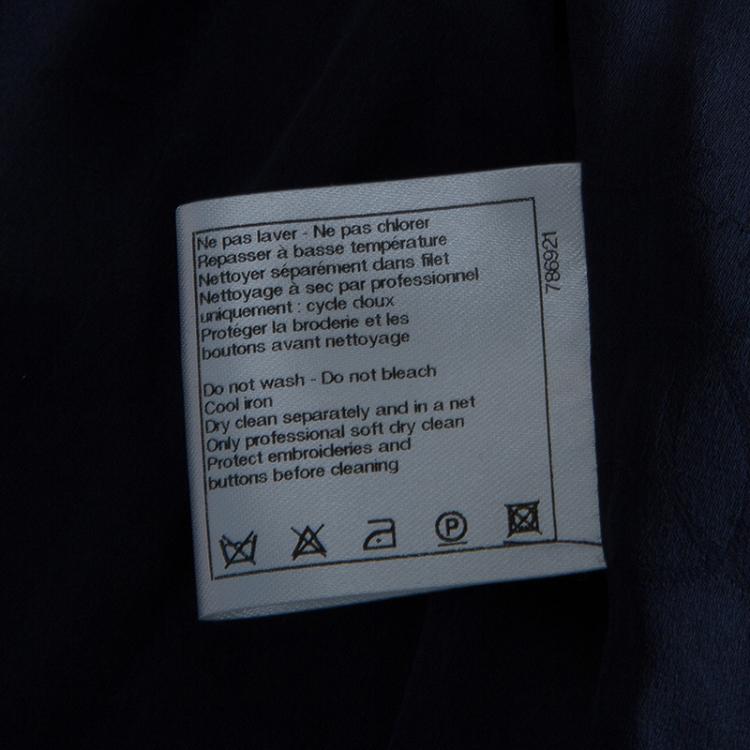 Ne pas laver - Ne pas chlorer
Repasser à basse température
Nettoyer séparément dans filet
Nettoyage à sec par professionnel
uniquement : cycle doux
Protéger la broderie et les
boutons avant nettoyage
Do not wash - Do not bleach
Cool iron
Dry clean separately and in a net
Only professional soft dry clean
Protect embroideries and
buttons before cleaning
P
786921